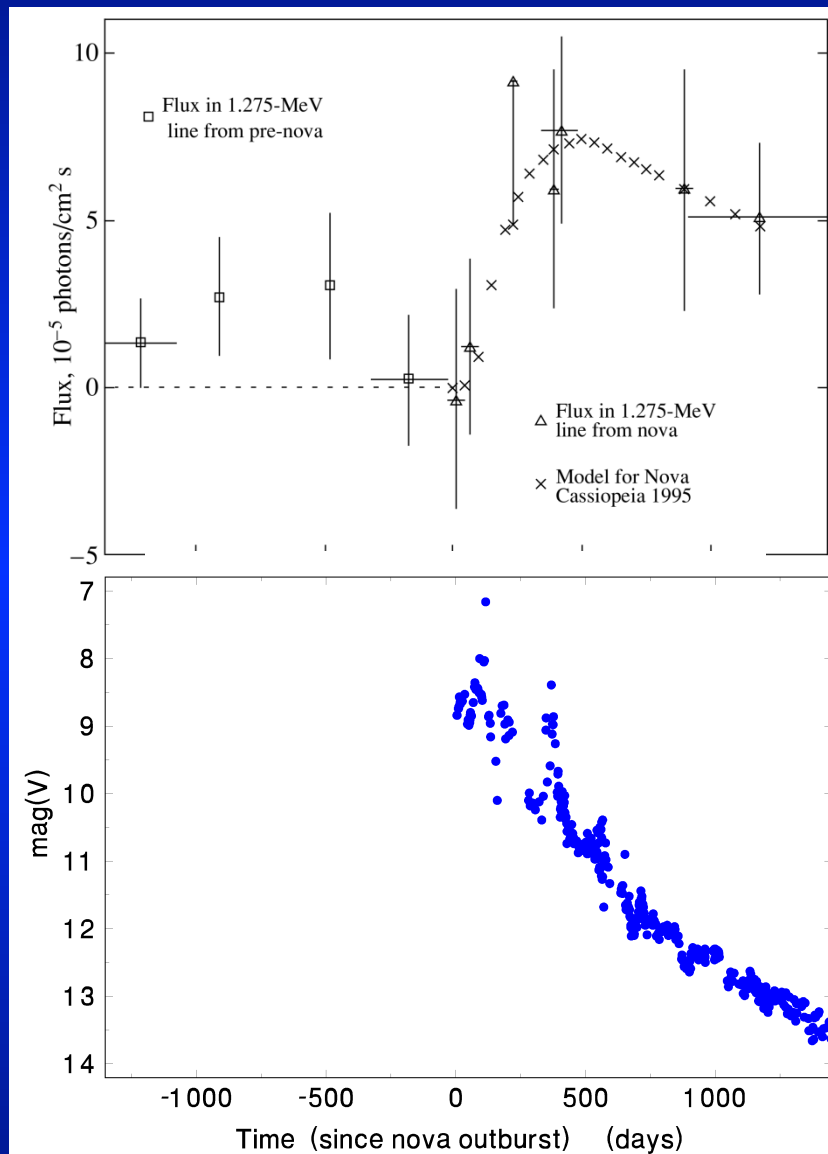 10
Flux in 1.275-MeV
line from pre-nova
5
Flux, 10⁻⁵ photons/cm² s
0
Flux in 1.275-MeV
line from nova
Model for Nova
Cassiopeia 1995
−5
7
8
9
10
mag(V)
11
12
13
14
-1000 -500 0 500 1000
Time (since nova outburst) (days)